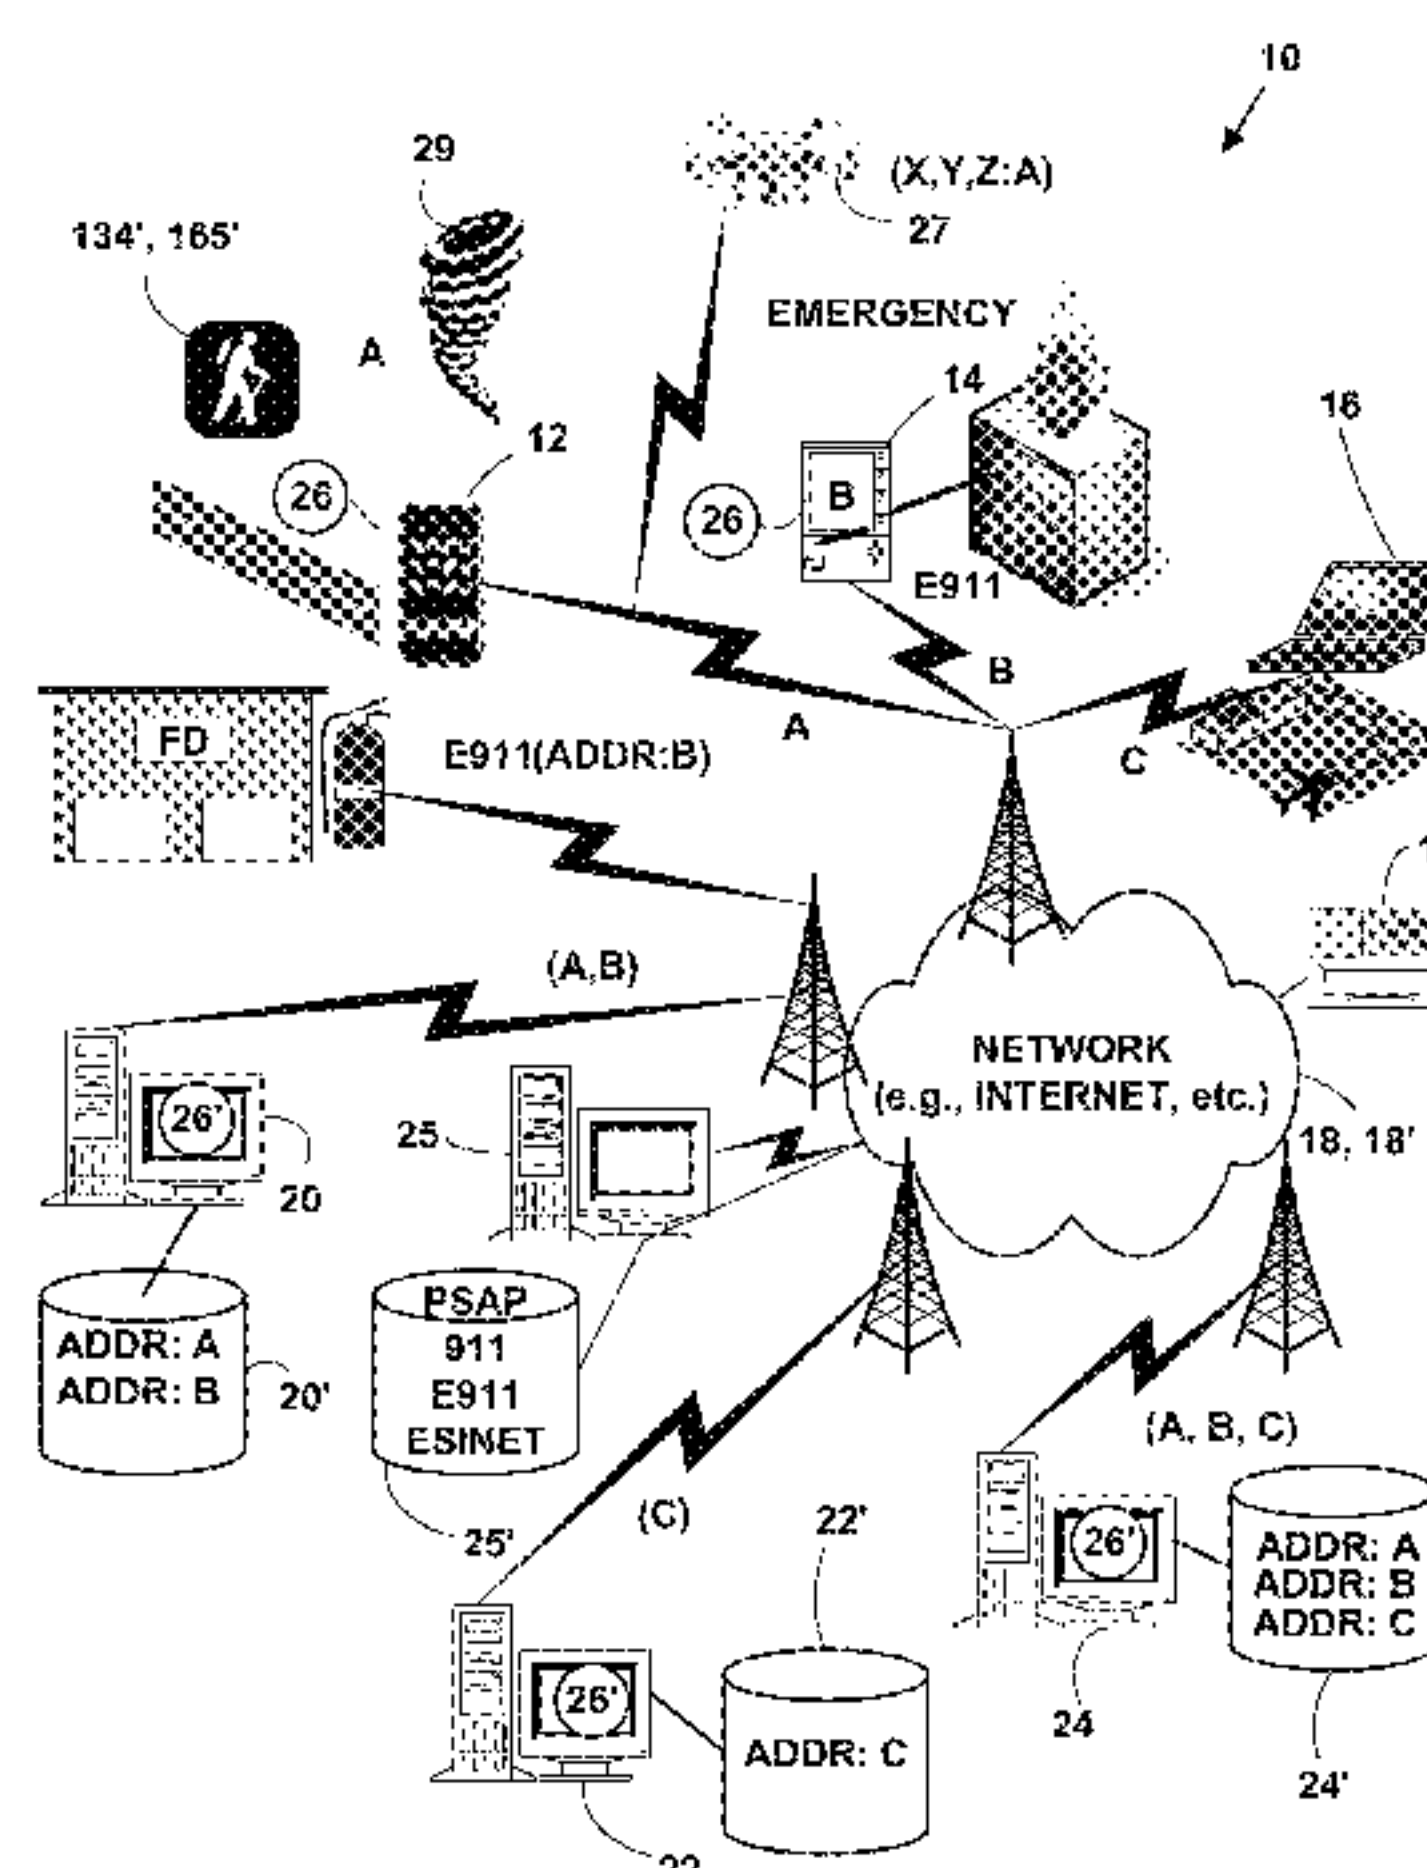 10
29
(X,Y,Z:A)
27
134', 165'
EMERGENCY
A
14
16
12
26
B
26
E911
B
FD
E911(ADDR:B)
A
C
(A,B)
NETWORK
(e.g., INTERNET, etc.)
26'
25
18, 18'
20
PSAP
ADDR: A
911
ADDR: B
20'
E911
ESINET
(A, B, C)
(C)
22'
25'
26'
ADDR: A
ADDR: B
ADDR: C
26'
24
ADDR: C
24'